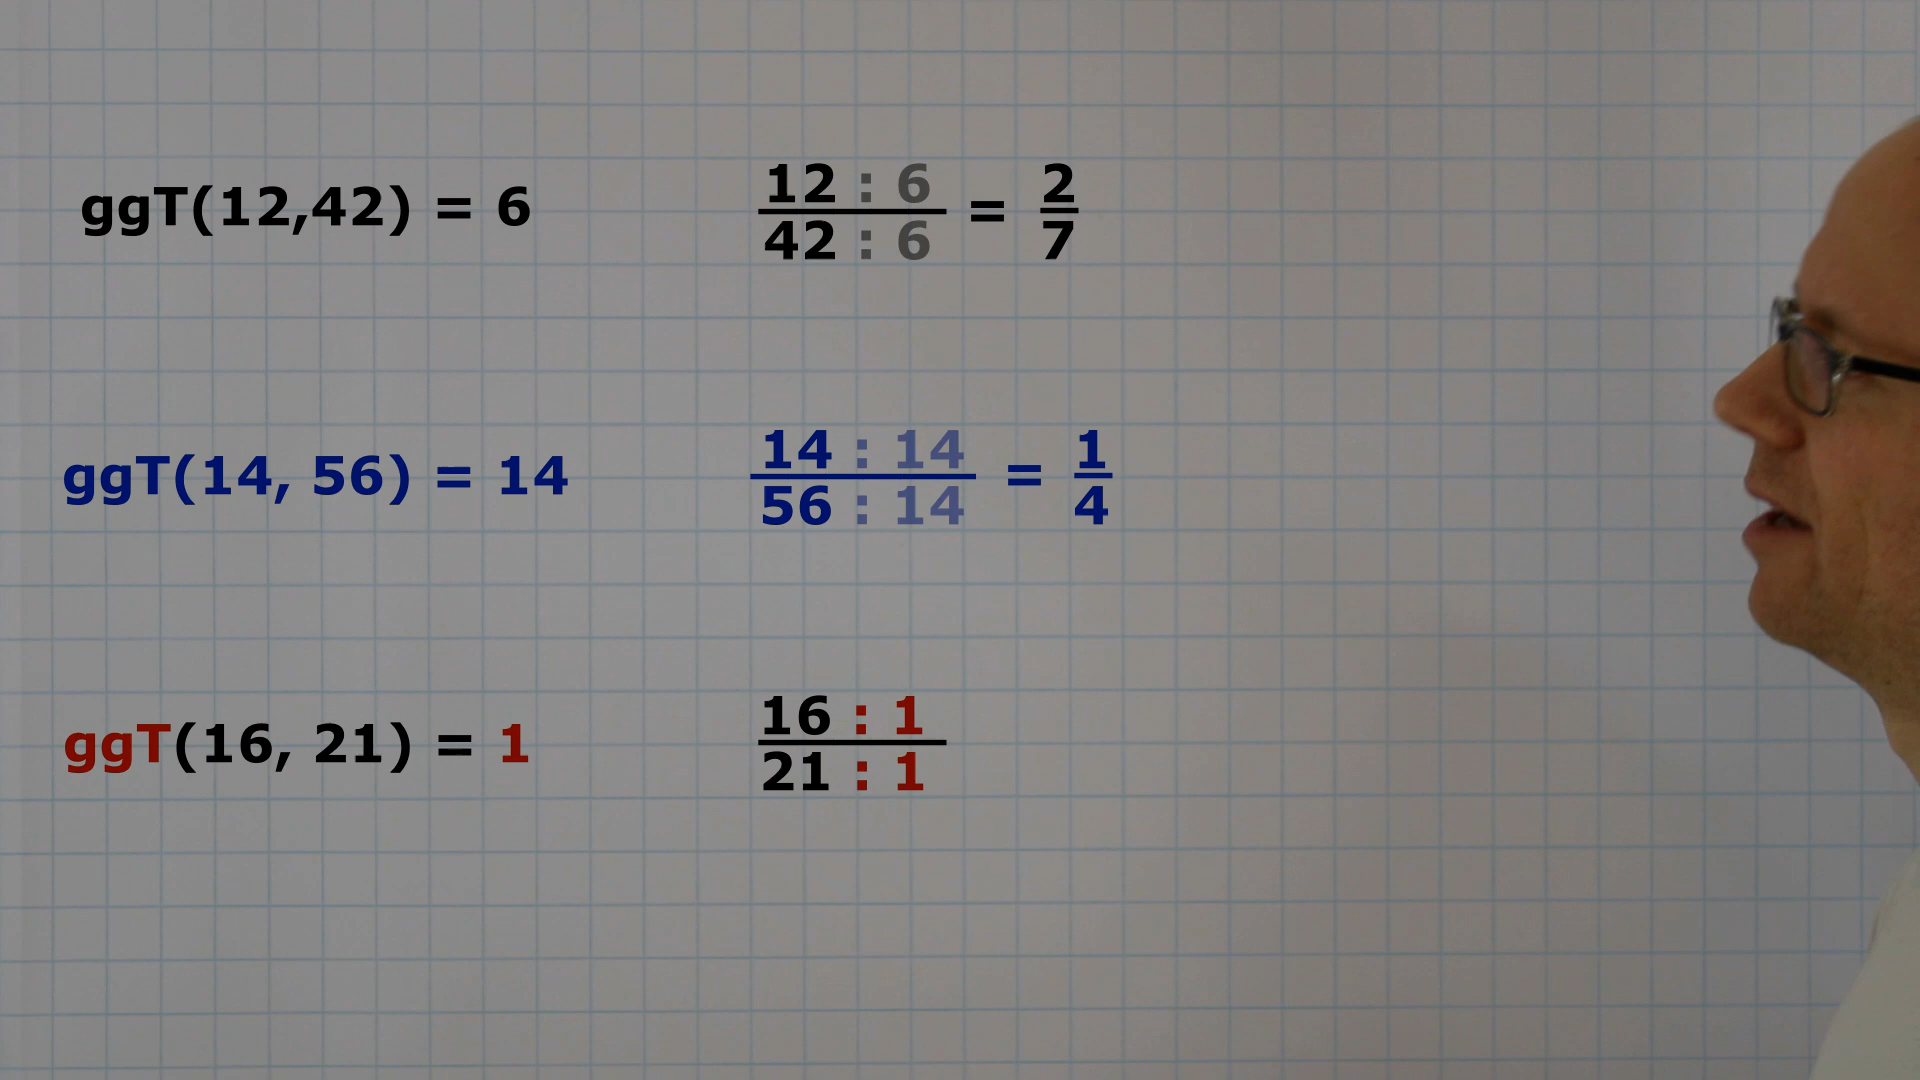 ggT(12,42) = 6
12 : 6
42 : 6
=
2
7
ggT(14, 56) = 14
14 : 14
56 : 14
=
1
4
ggT(16, 21) = 1
16 : 1
21 : 1